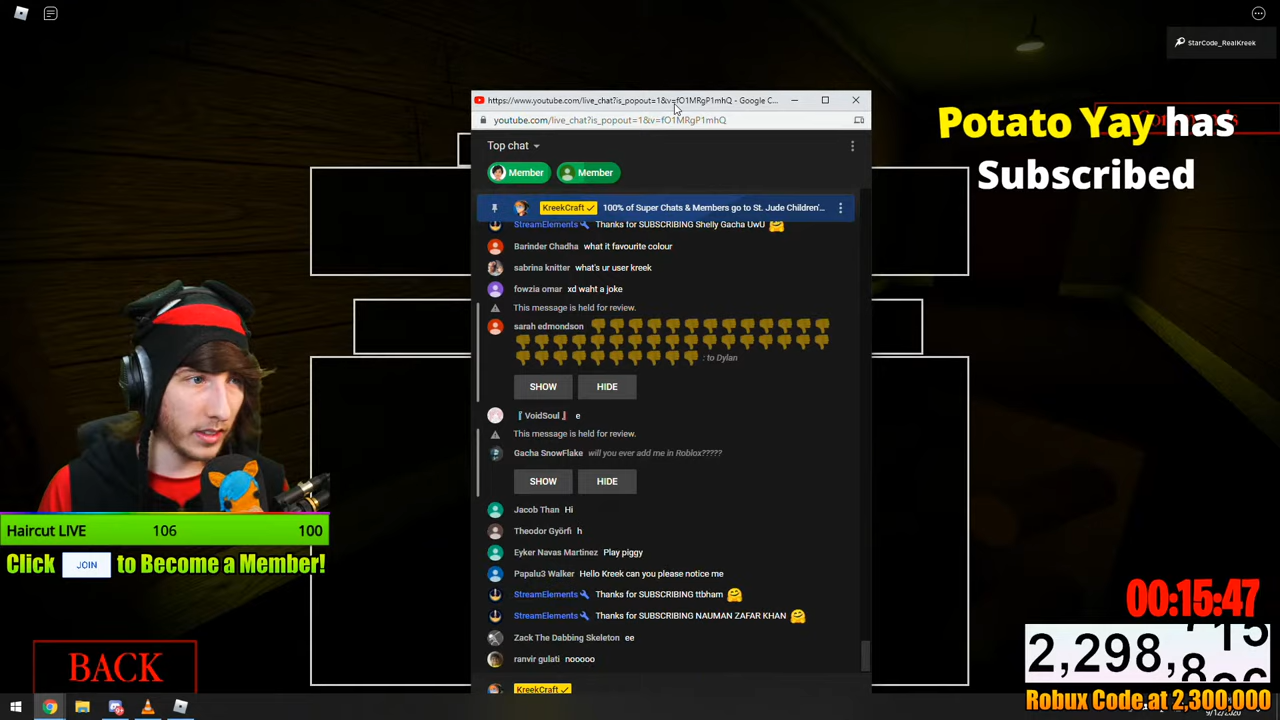 StarCode_RealKreek
https://www.youtube.com/live_chat?is_popout=1&v=fO1MRgP1mhQ - Google C...
youtube.com/live_chat?is_popout=1&v=fO1MRgP1mhQ
Potato Yay has
Subscribed
Top chat
Member Member
KreekCraft 100% of Super Chats & Members go to St. Jude Children'...
StreamElements Thanks for SUBSCRIBING Shelly Gacha UwU
Barinder Chadha what it favourite colour
sabrina knitter what's ur user kreek
fowzia omar xd waht a joke
This message is held for review.
sarah edmondson 👎👎👎👎👎👎👎👎👎👎👎👎👎
👎👎👎👎👎👎👎👎👎👎👎👎👎👎👎👎👎
👎👎👎👎👎👎👎👎👎👎 : to Dylan
SHOW HIDE
〖VoidSoul〗 e
This message is held for review.
Gacha SnowFlake will you ever add me in Roblox?????
SHOW HIDE
Jacob Than Hi
Theodor Györfi h
Eyker Navas Martinez Play piggy
Papalu3 Walker Hello Kreek can you please notice me
StreamElements Thanks for SUBSCRIBING ttbham
StreamElements Thanks for SUBSCRIBING NAUMAN ZAFAR KHAN
Zack The Dabbing Skeleton ee
ranvir gulati nooooo
KreekCraft
Haircut LIVE 106 100
Click JOIN to Become a Member!
BACK
00:15:47
2,298,
Robux Code at 2,300,000
9/12/2020